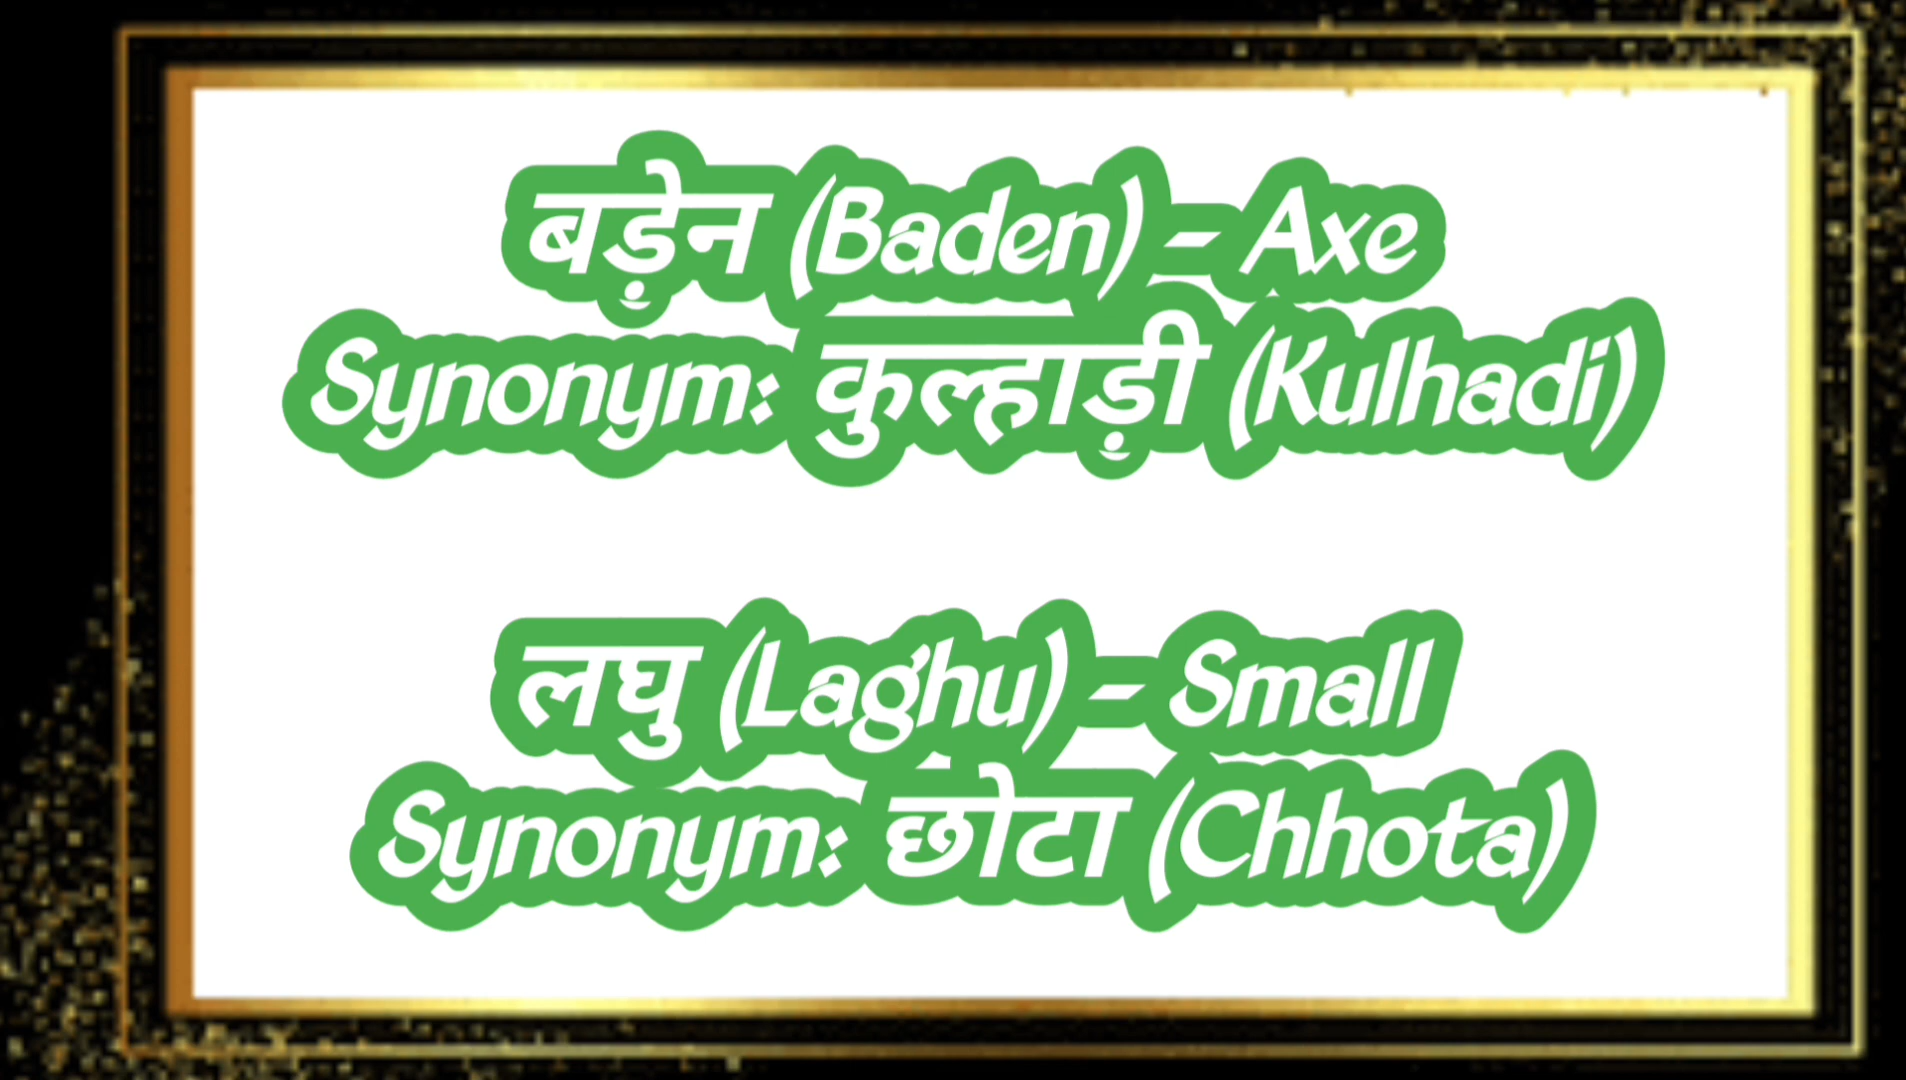 बड़ेन (Baden) - Axe
Synonym: कुल्हाड़ी (Kulhadi)
लघु (Laghu) - Small
Synonym: छोटा (Chhota)